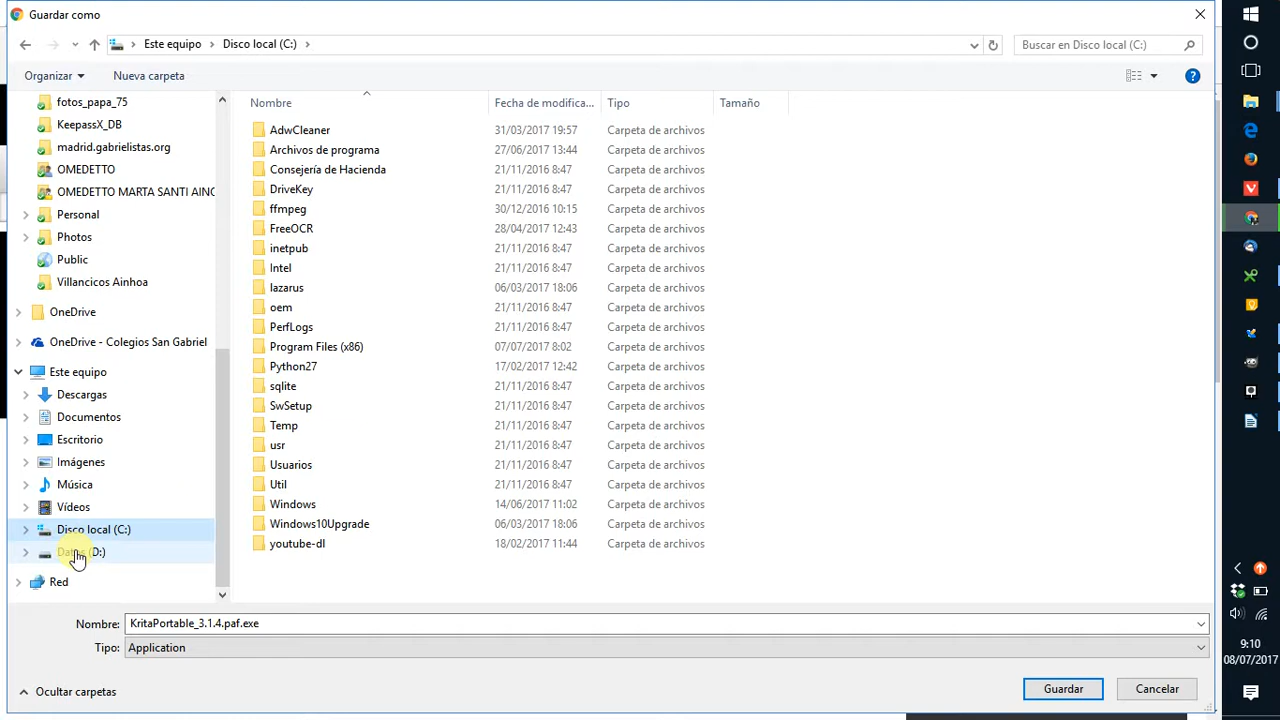 Guardar como
Este equipo > Disco local (C:) >
Buscar en Disco local (C:)
Organizar
Nueva carpeta
Nombre Fecha de modifica... Tipo Tamaño
fotos_papa_75
KeepassX_DB
madrid.gabrielistas.org
OMEDETTO
OMEDETTO MARTA SANTI AINO
Personal
Photos
Public
Villancicos Ainhoa
OneDrive
OneDrive - Colegios San Gabriel
Este equipo
Descargas
Documentos
Escritorio
Imágenes
Música
Vídeos
Disco local (C:)
Datos (D:)
Red
AdwCleaner 31/03/2017 19:57 Carpeta de archivos
Archivos de programa 27/06/2017 13:44 Carpeta de archivos
Consejería de Hacienda 21/11/2016 8:47 Carpeta de archivos
DriveKey 21/11/2016 8:47 Carpeta de archivos
ffmpeg 30/12/2016 10:15 Carpeta de archivos
FreeOCR 28/04/2017 12:43 Carpeta de archivos
inetpub 21/11/2016 8:47 Carpeta de archivos
Intel 21/11/2016 8:47 Carpeta de archivos
lazarus 06/03/2017 18:06 Carpeta de archivos
oem 21/11/2016 8:47 Carpeta de archivos
PerfLogs 21/11/2016 8:47 Carpeta de archivos
Program Files (x86) 07/07/2017 8:02 Carpeta de archivos
Python27 17/02/2017 12:42 Carpeta de archivos
sqlite 21/11/2016 8:47 Carpeta de archivos
SwSetup 21/11/2016 8:47 Carpeta de archivos
Temp 21/11/2016 8:47 Carpeta de archivos
usr 21/11/2016 8:47 Carpeta de archivos
Usuarios 21/11/2016 8:47 Carpeta de archivos
Util 21/11/2016 8:47 Carpeta de archivos
Windows 14/06/2017 11:02 Carpeta de archivos
Windows10Upgrade 06/03/2017 18:06 Carpeta de archivos
youtube-dl 18/02/2017 11:44 Carpeta de archivos
Nombre: KritaPortable_3.1.4.paf.exe
Tipo: Application
Ocultar carpetas
Guardar
Cancelar
9:10
08/07/2017